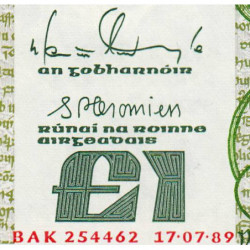 an gobharnóir
rúnaí na roinne
airgeadais
£1
BAK 254462 17·07·89